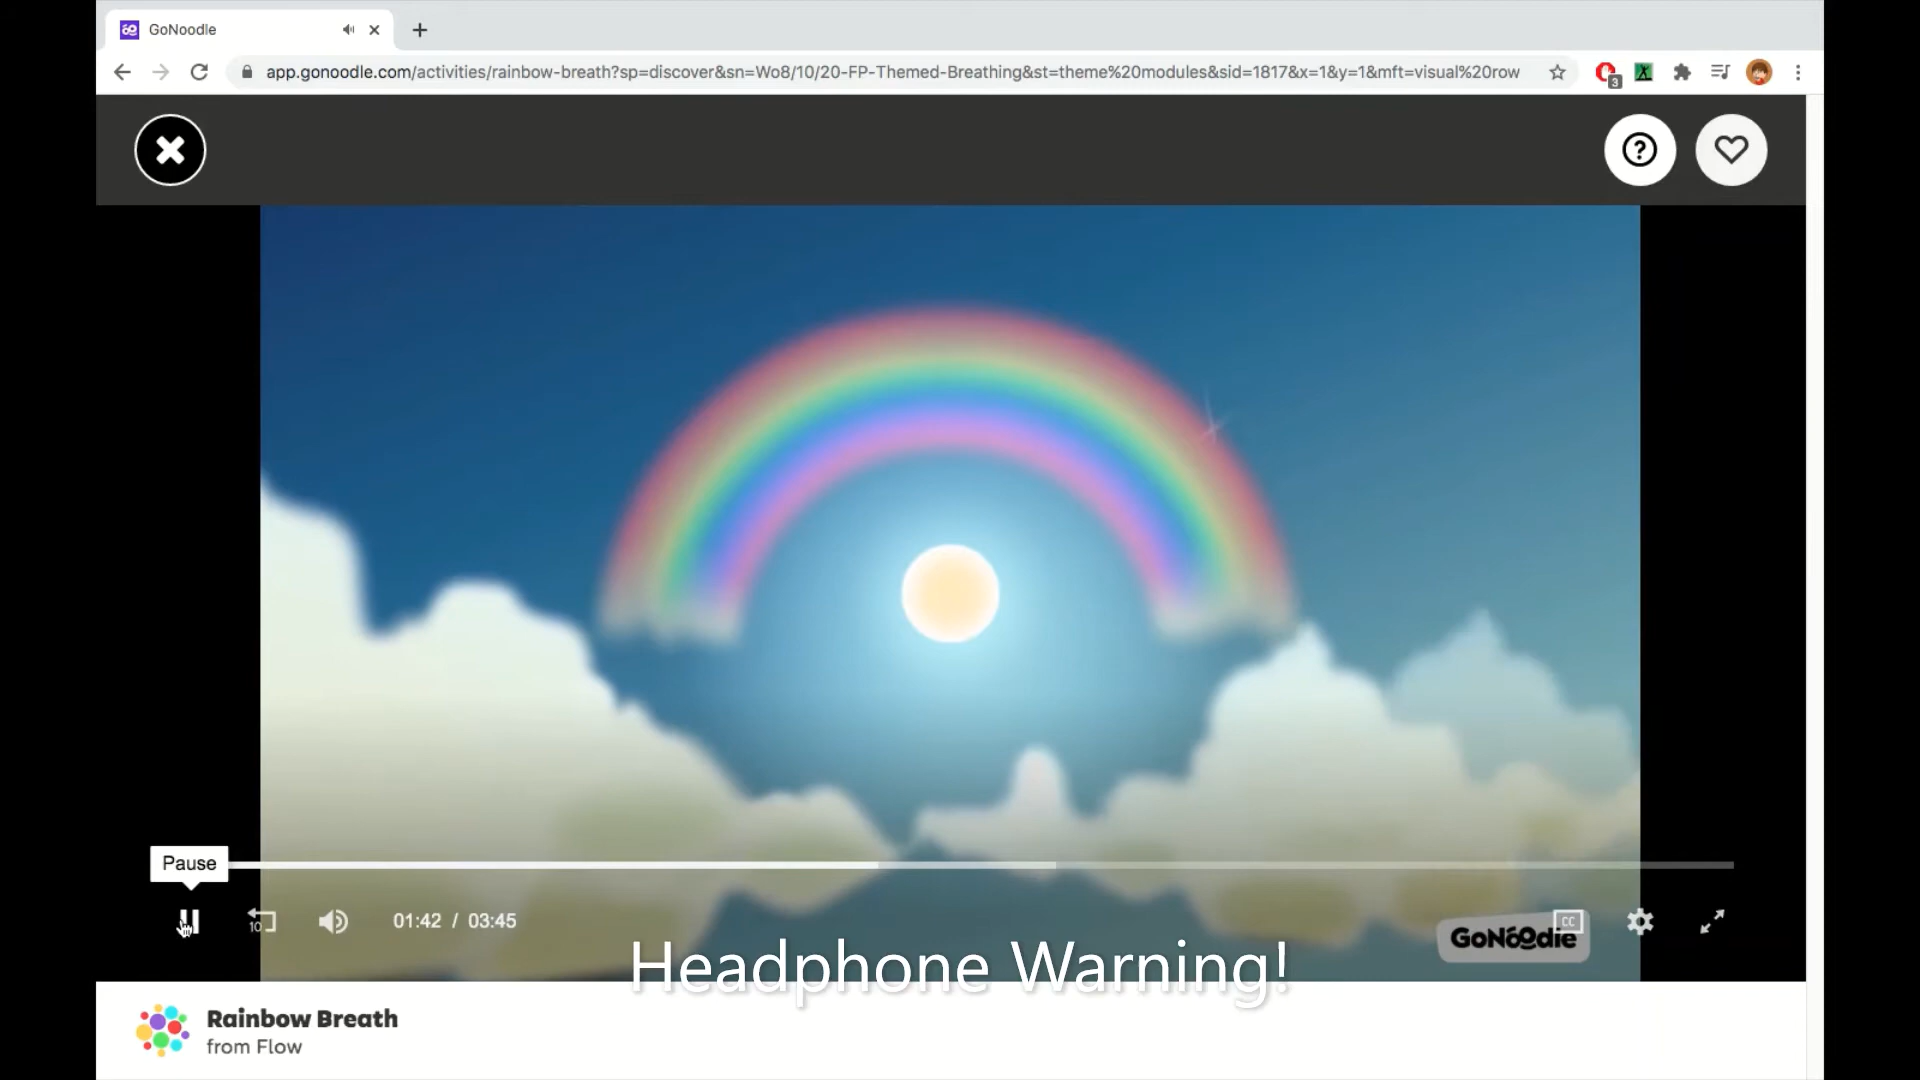 GoNoodle
app.gonoodle.com/activities/rainbow-breath?sp=discover&sn=Wo8/10/20-FP-Themed-Breathing&st=theme%20modules&sid=1817&x=1&y=1&mft=visual%20row
3
?
Pause
10
01:42 / 03:45
CC
GoNoodle
Headphone Warning!
Rainbow Breath
from Flow